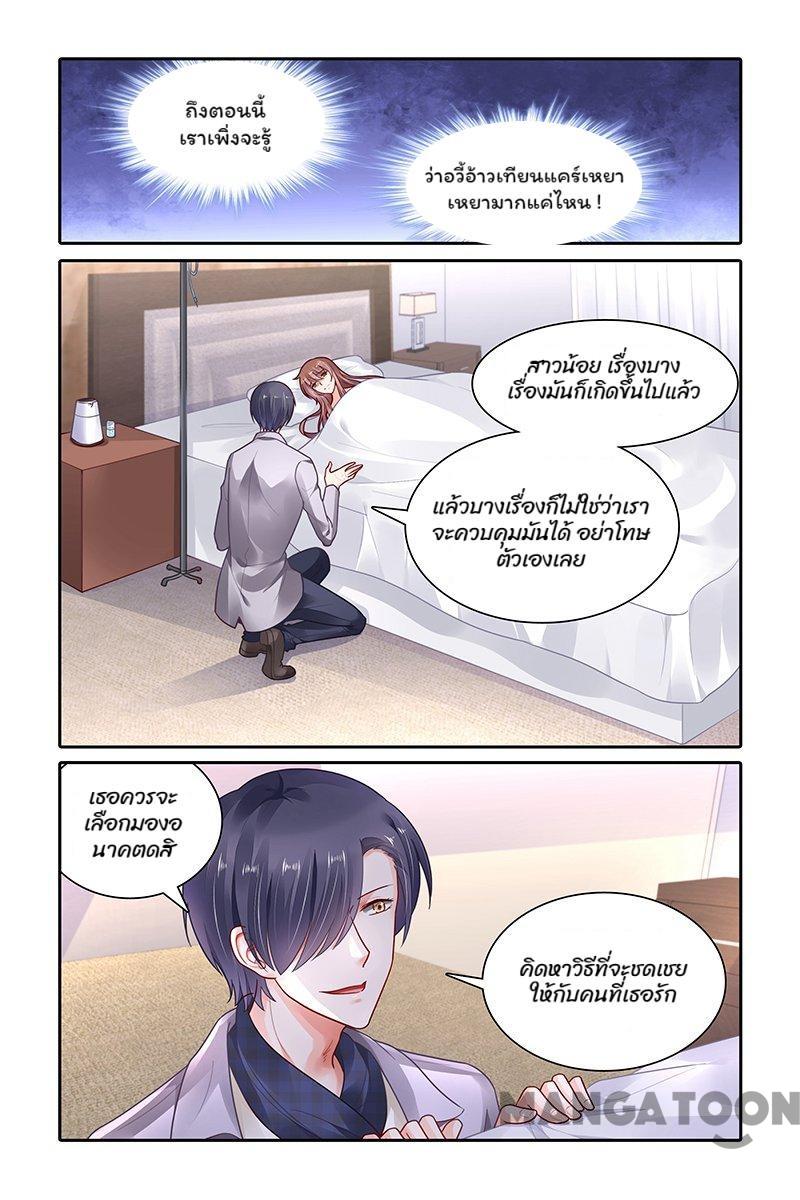 ถึงตอนนี้
เราเพิ่งจะรู้
ว่าอวี้อ้าวเทียนแคร์เหยา
เหยามากแค่ไหน !
สาวน้อย เรื่องบาง
เรื่องมันก็เกิดขึ้นไปแล้ว
แล้วบางเรื่องก็ไม่ใช่ว่าเรา
จะควบคุมมันได้ อย่าโทษ
ตัวเองเลย
เธอควรจะ
เลือกมองอ
นาคตดสิ
คิดหาวิธีที่จะชดเชย
ให้กับคนที่เธอรัก
MANGATOON